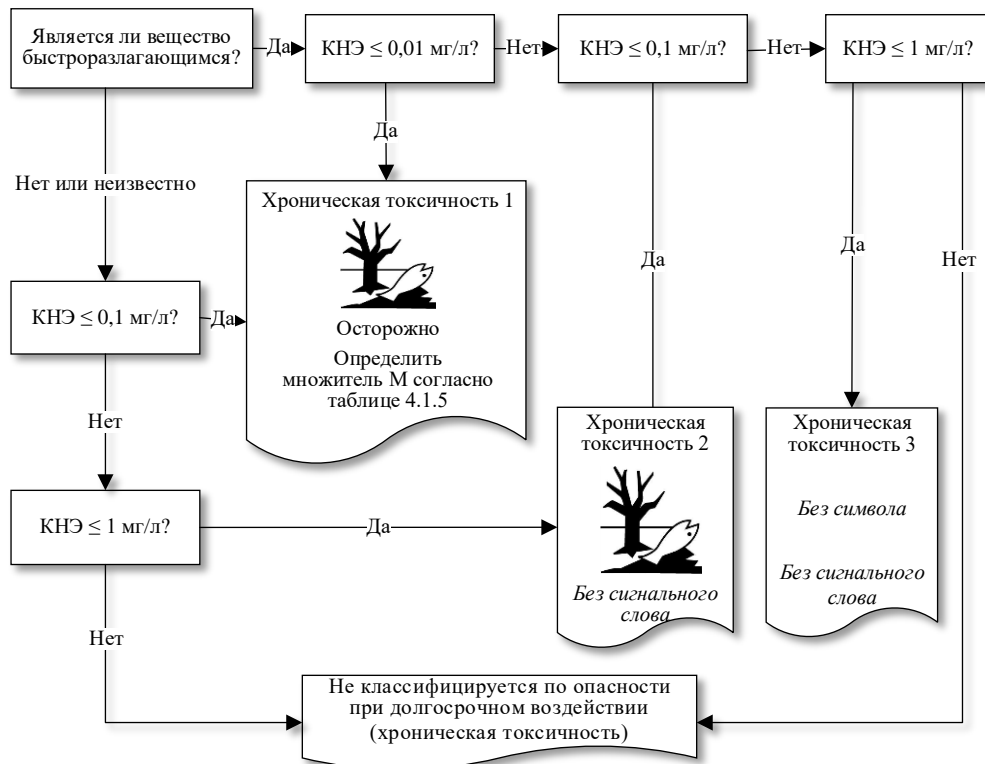 Является ли вещество
быстроразлагающимся?
Да
КНЭ ≤ 0,01 мг/л?
Нет
КНЭ ≤ 0,1 мг/л?
Нет
КНЭ ≤ 1 мг/л?
Да
Нет или неизвестно
Хроническая токсичность 1
Осторожно
Определить
множитель М согласно
таблице 4.1.5
Да
Да
Нет
КНЭ ≤ 0,1 мг/л?
Да
Нет
Хроническая
токсичность 2
Без сигнального
слова
Хроническая
токсичность 3
Без символа
Без сигнального
слова
КНЭ ≤ 1 мг/л?
Да
Нет
Не классифицируется по опасности
при долгосрочном воздействии
(хроническая токсичность)